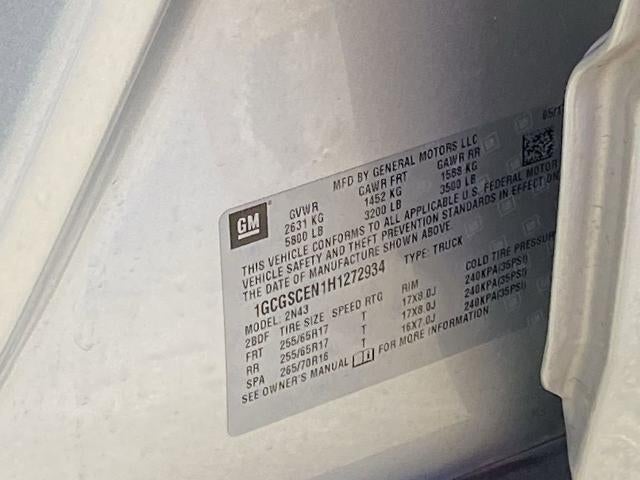 GM
MFD BY GENERAL MOTORS LLC 05/1
GVWR GAWR FRT GAWR RR
2631 KG 1452 KG 1588 KG
5800 LB 3200 LB 3500 LB
THIS VEHICLE CONFORMS TO ALL APPLICABLE U.S. FEDERAL MOTOR
VEHICLE SAFETY AND THEFT PREVENTION STANDARDS IN EFFECT ON
THE DATE OF MANUFACTURE SHOWN ABOVE.
1GCGSCEN1H1272934 TYPE: TRUCK
MODEL: 2N43
2BDF TIRE SIZE SPEED RTG RIM COLD TIRE PRESSURE
FRT 255/65R17 T 17X8.0J 240KPA(35PSI)
RR 255/65R17 T 17X8.0J 240KPA(35PSI)
SPA 265/70R16 T 16X7.0J 240KPA(35PSI)
SEE OWNER'S MANUAL FOR MORE INFORMATION